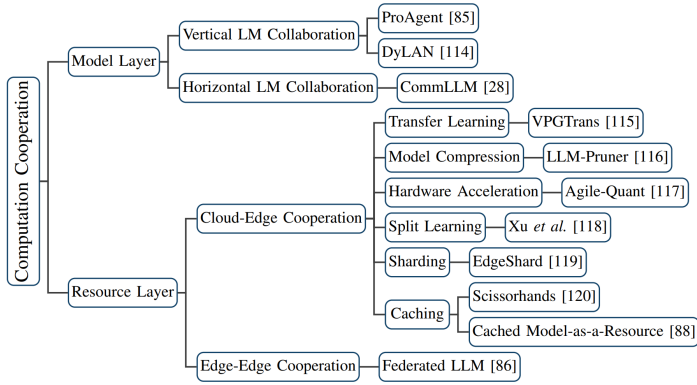 Computation Cooperation
Model Layer
Vertical LM Collaboration
ProAgent [85]
DyLAN [114]
Horizontal LM Collaboration
CommLLM [28]
Resource Layer
Cloud-Edge Cooperation
Transfer Learning
VPGTrans [115]
Model Compression
LLM-Pruner [116]
Hardware Acceleration
Agile-Quant [117]
Split Learning
Xu et al. [118]
Sharding
EdgeShard [119]
Caching
Scissorhands [120]
Cached Model-as-a-Resource [88]
Edge-Edge Cooperation
Federated LLM [86]